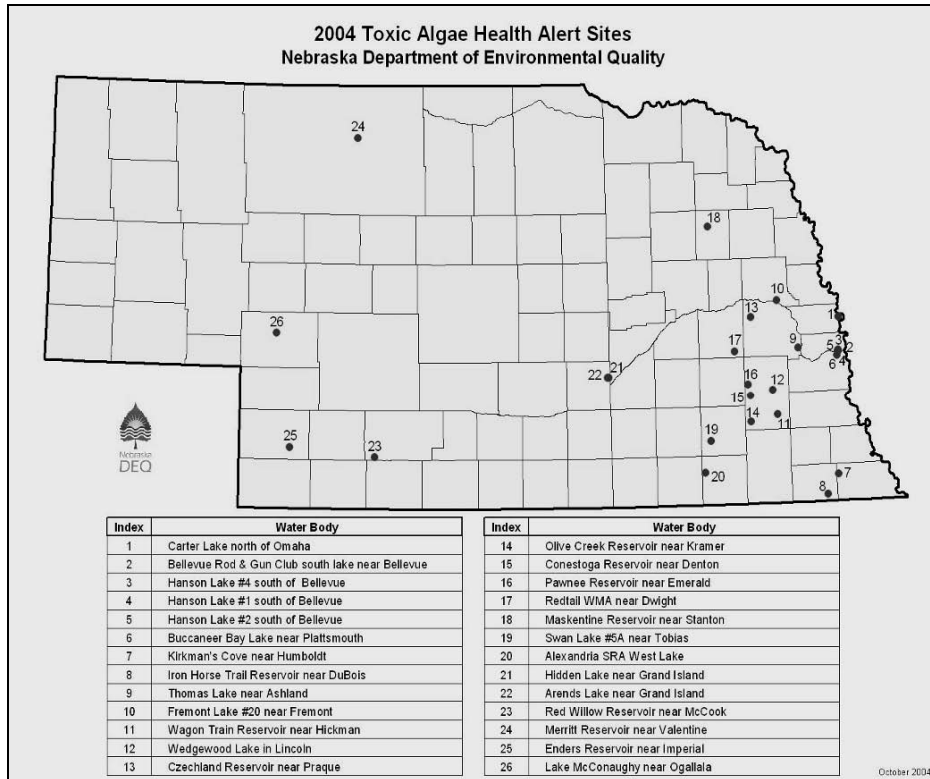 2004 Toxic Algae Health Alert Sites
Nebraska Department of Environmental Quality
24
18
10
13
1
26
9
5
3
2
17
6
4
22
21
16
12
15
14
11
19
25
23
20
7
8
Nebraska
DEQ
Index Water Body
1 Carter Lake north of Omaha
2 Bellevue Rod & Gun Club south lake near Bellevue
3 Hanson Lake #4 south of Bellevue
4 Hanson Lake #1 south of Bellevue
5 Hanson Lake #2 south of Bellevue
6 Buccaneer Bay Lake near Plattsmouth
7 Kirkman's Cove near Humboldt
8 Iron Horse Trail Reservoir near DuBois
9 Thomas Lake near Ashland
10 Fremont Lake #20 near Fremont
11 Wagon Train Reservoir near Hickman
12 Wedgewood Lake in Lincoln
13 Czechland Reservoir near Praque
Index Water Body
14 Olive Creek Reservoir near Kramer
15 Conestoga Reservoir near Denton
16 Pawnee Reservoir near Emerald
17 Redtail WMA near Dwight
18 Maskentine Reservoir near Stanton
19 Swan Lake #5A near Tobias
20 Alexandria SRA West Lake
21 Hidden Lake near Grand Island
22 Arends Lake near Grand Island
23 Red Willow Reservoir near McCook
24 Merritt Reservoir near Valentine
25 Enders Reservoir near Imperial
26 Lake McConaughy near Ogallala
October 2004